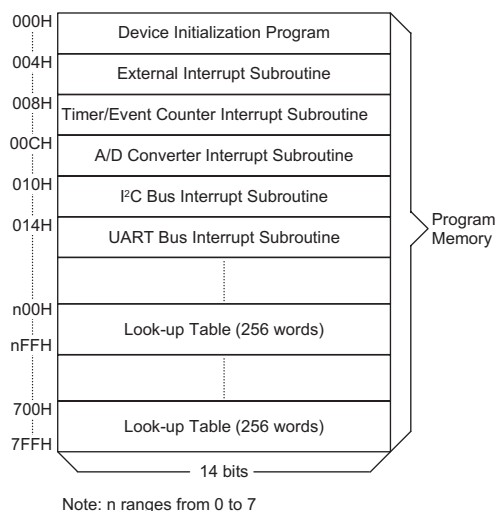 000H
Device Initialization Program
004H
External Interrupt Subroutine
008H
Timer/Event Counter Interrupt Subroutine
00CH
A/D Converter Interrupt Subroutine
010H
I²C Bus Interrupt Subroutine
014H
UART Bus Interrupt Subroutine
Program
Memory
n00H
Look-up Table (256 words)
nFFH
700H
Look-up Table (256 words)
7FFH
14 bits
Note: n ranges from 0 to 7